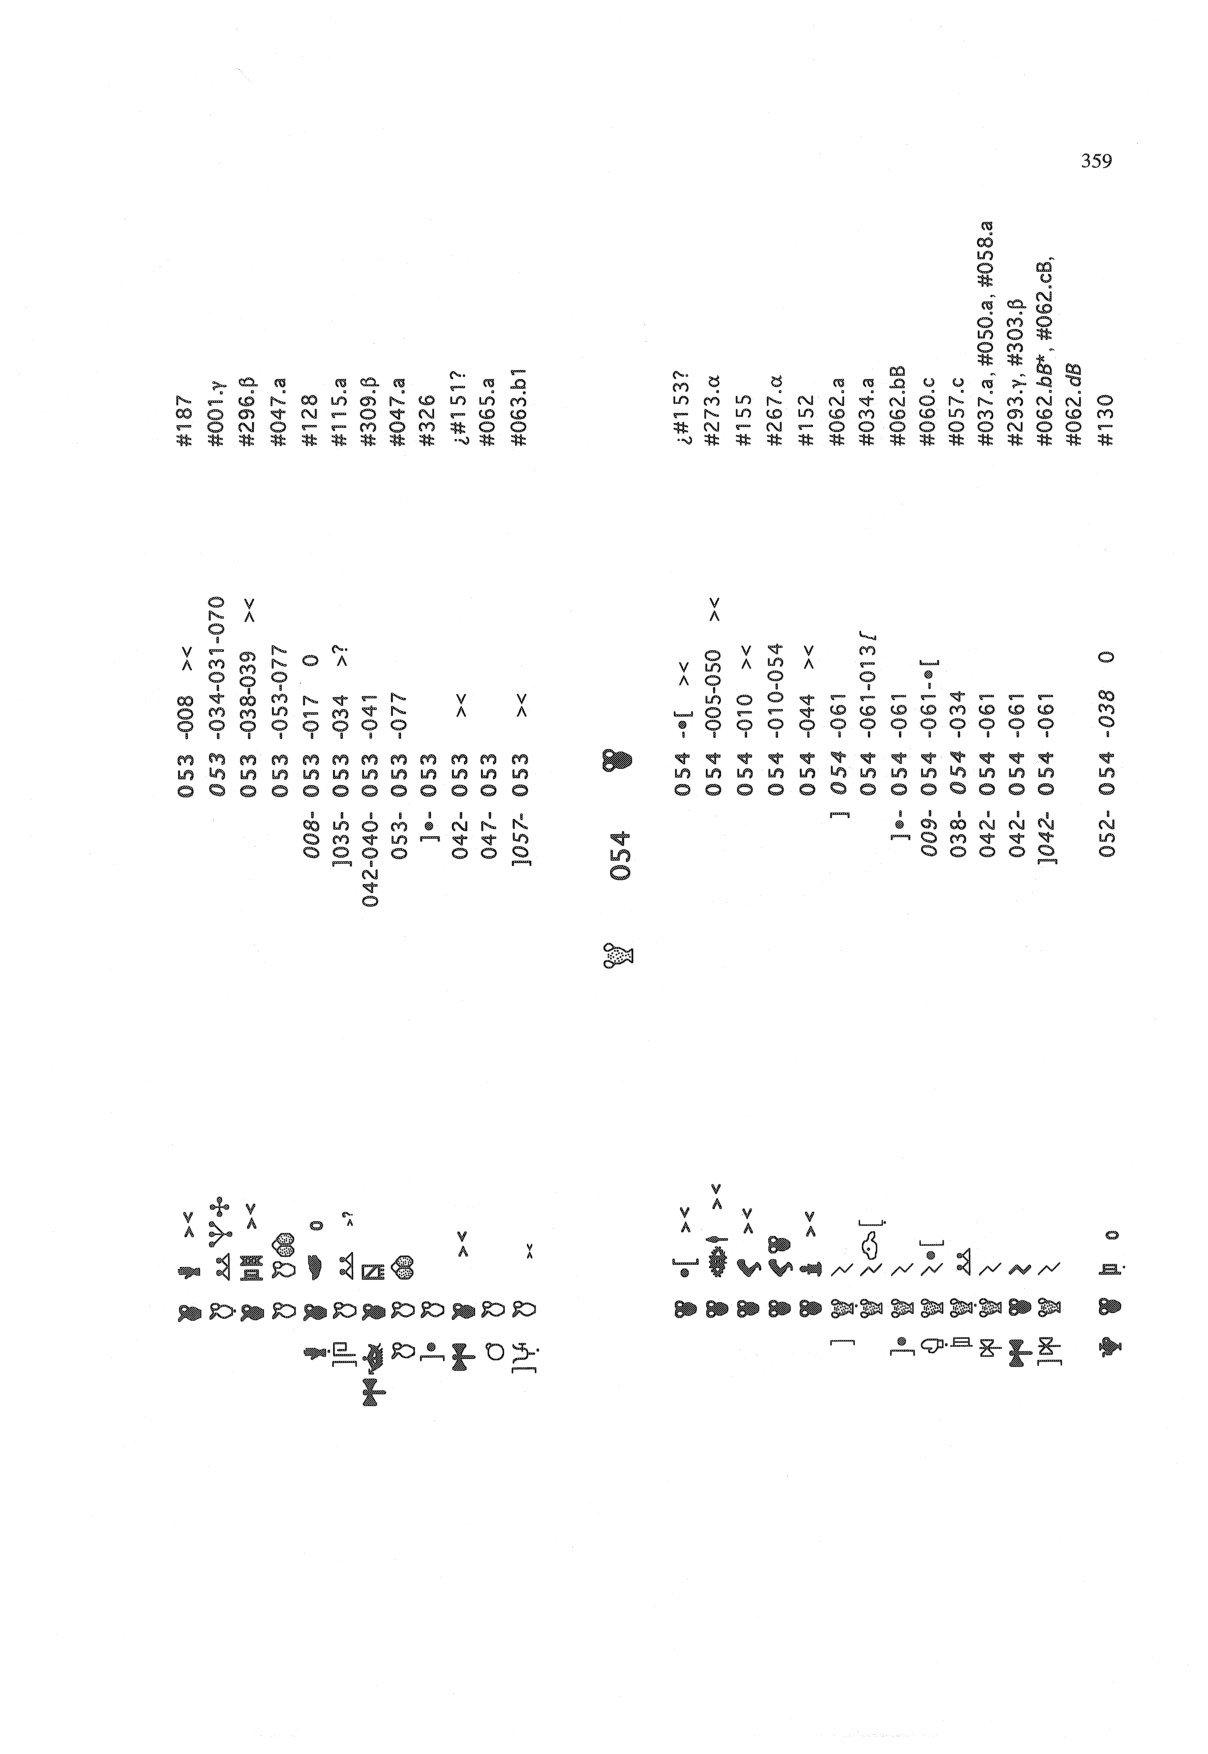 359
053 -008 >< #187
053 -034-031-070 #001.γ
053 -038-039 >< #296.β
053 -053-077 #047.a
008- 053 -017 0 #128
]035- 053 -034 >? #115.a
042-040- 053 -041 #309.β
053- 053 -077 #047.a
]•- 053 #326
042- 053 >< ¿#151?
047- 053 #065.a
]057- 053 >< #063.b1
054
054 -•[ >< ¿#153?
054 -005-050 >< #273.α
054 -010 >< #155
054 -010-054 #267.α
054 -044 >< #152
] 054 -061 #062.a
054 -061-013[ #034.a
]•- 054 -061 #062.bB
009- 054 -061-•[ #060.c
038- 054 -034 #057.c
042- 054 -061 #037.a, #050.a, #058.a
042- 054 -061 #293.γ, #303.β
]042- 054 -061 #062.bB*, #062.cB,
#062.dB
052- 054 -038 0 #130